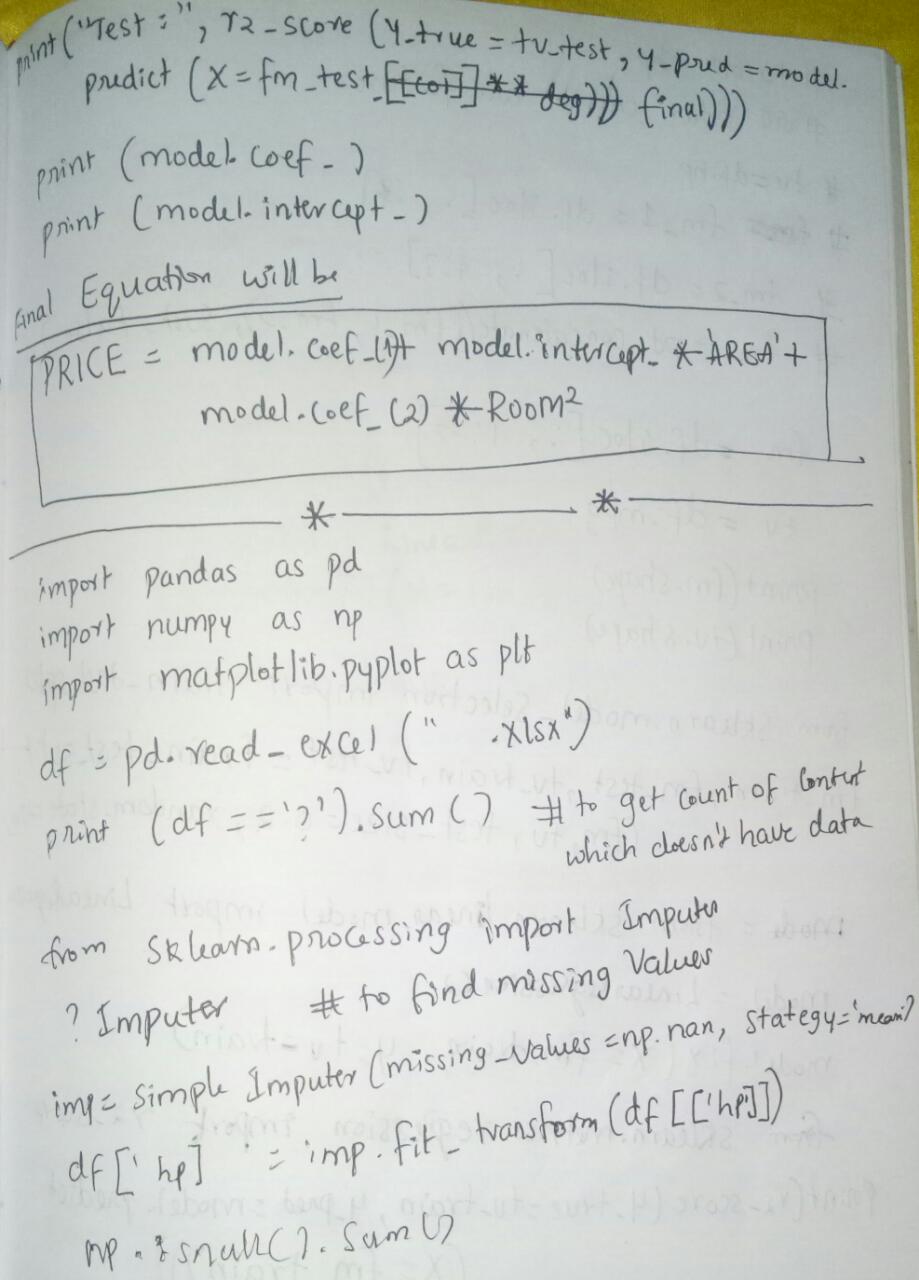 print ("Test :", r2_score (y_true = tv_test, y_pred = model.
predict (X = fm_test_[[col]] ** deg))) final)))
print (model.coef_)
print (model.intercept_)
final Equation will be
PRICE = model.coef_(1)+ model.intercept_ * 'AREA' +
model.coef_(2) * ROOM²
* *
import pandas as pd
import numpy as np
import matplotlib.pyplot as plt
df = pd.read_excel (" .xlsx")
print (df =='?').sum() # to get count of content
which doesn't have data
from sklearn.processing import Imputer
? Imputer # to find missing values
imp = Simple Imputer (missing_values = np.nan, stategy='mean')
df['hp] = imp.fit_transform (df[['hp']])
np.isnull().sum()